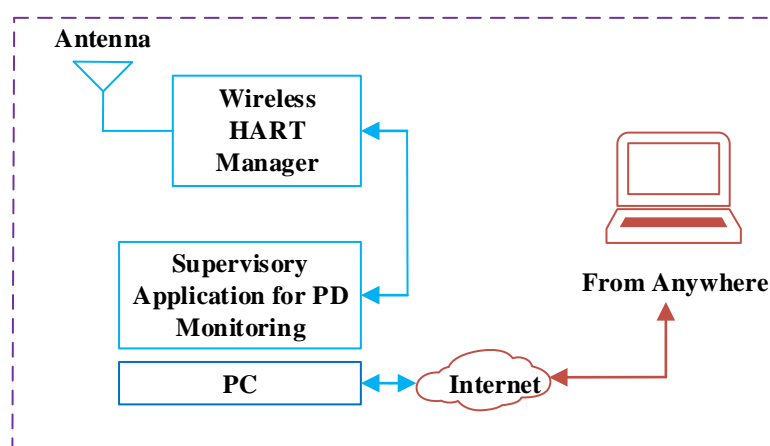 Antenna
Wireless
HART
Manager
Supervisory
Application for PD
Monitoring
From Anywhere
PC
Internet